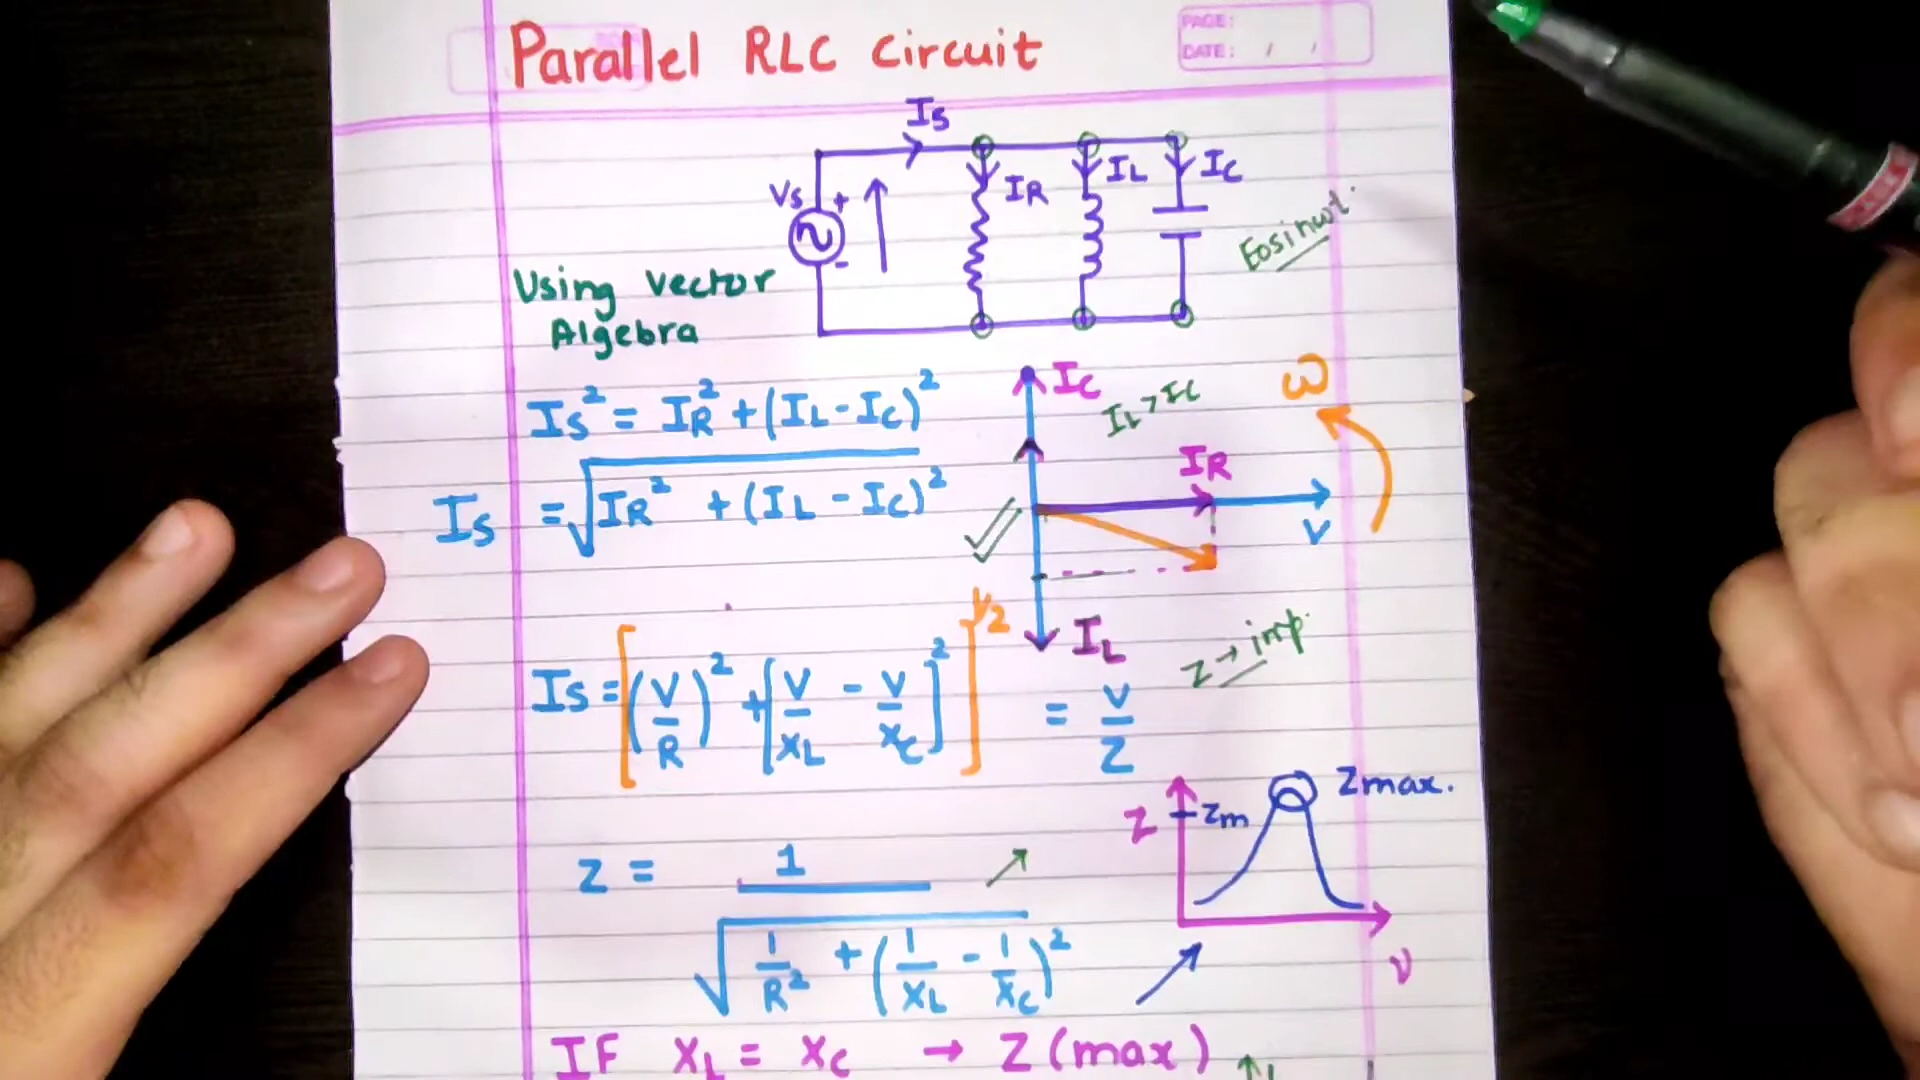 Parallel RLC Circuit
PAGE:
DATE: / /
Is
Vs + -
IR
IL
IC
Eosinωt
Using Vector
Algebra
Is² = IR² + (IL - IC)²
Is = √IR² + (IL - IC)²
IC
IL > IC
ω
IR
V
IL
Z → imp.
Is = [(V/R)² + [V/XL - V/XC]²]^1/2 = V/Z
Z
Zm
Zmax.
ν
Z = 1/√1/R² + (1/XL - 1/XC)²
IF XL = XC → Z(max)